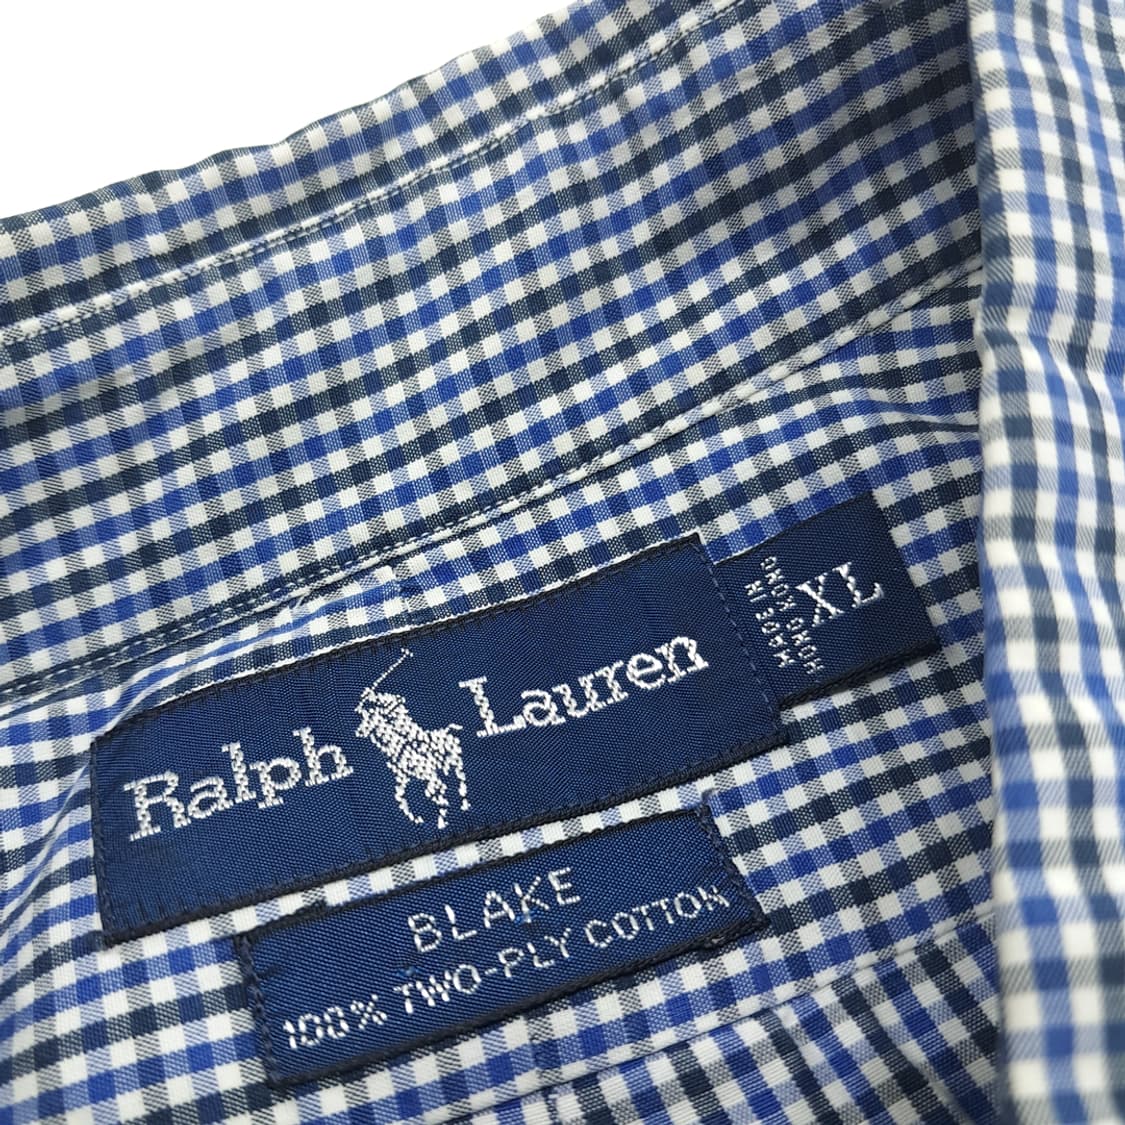 Ralph Lauren
XL
MADE IN
HONG KONG
BLAKE
100% TWO-PLY COTTON